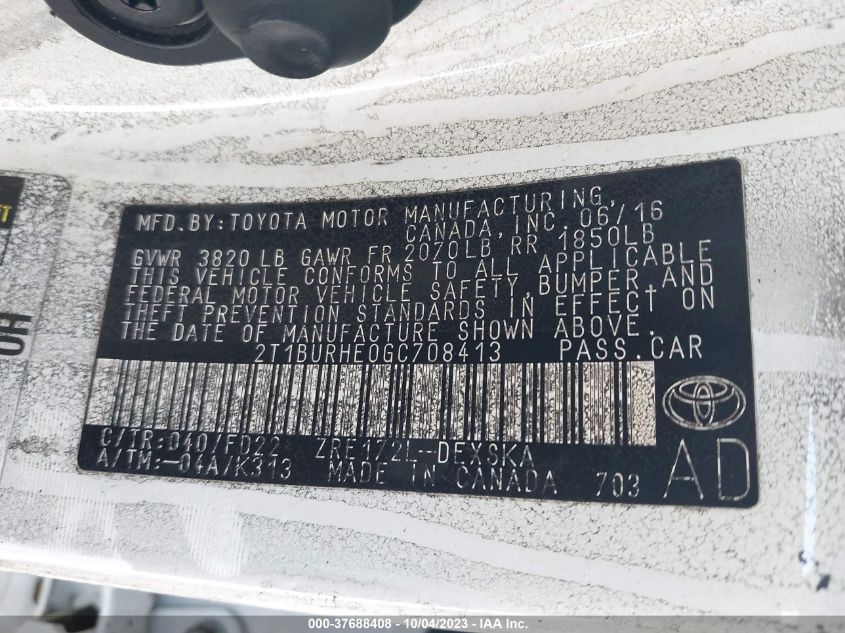 MFD.BY:TOYOTA MOTOR MANUFACTURING,
CANADA,INC. 06/16
GVWR 3820 LB GAWR FR 2070LB RR 1850LB
THIS VEHICLE CONFORMS TO ALL APPLICABLE
FEDERAL MOTOR VEHICLE SAFETY, BUMPER,AND
THEFT PREVENTION STANDARDS IN EFFECT ON
THE DATE OF MANUFACTURE SHOWN ABOVE.
2T1BURHE0GC708413 PASS.CAR
C/TR:040/FD22 ZRE172L-DEXSKA
A/TM:-04A/K313 MADE IN CANADA 703
AD
000-37688408 - 10/04/2023 - © IAA Inc.